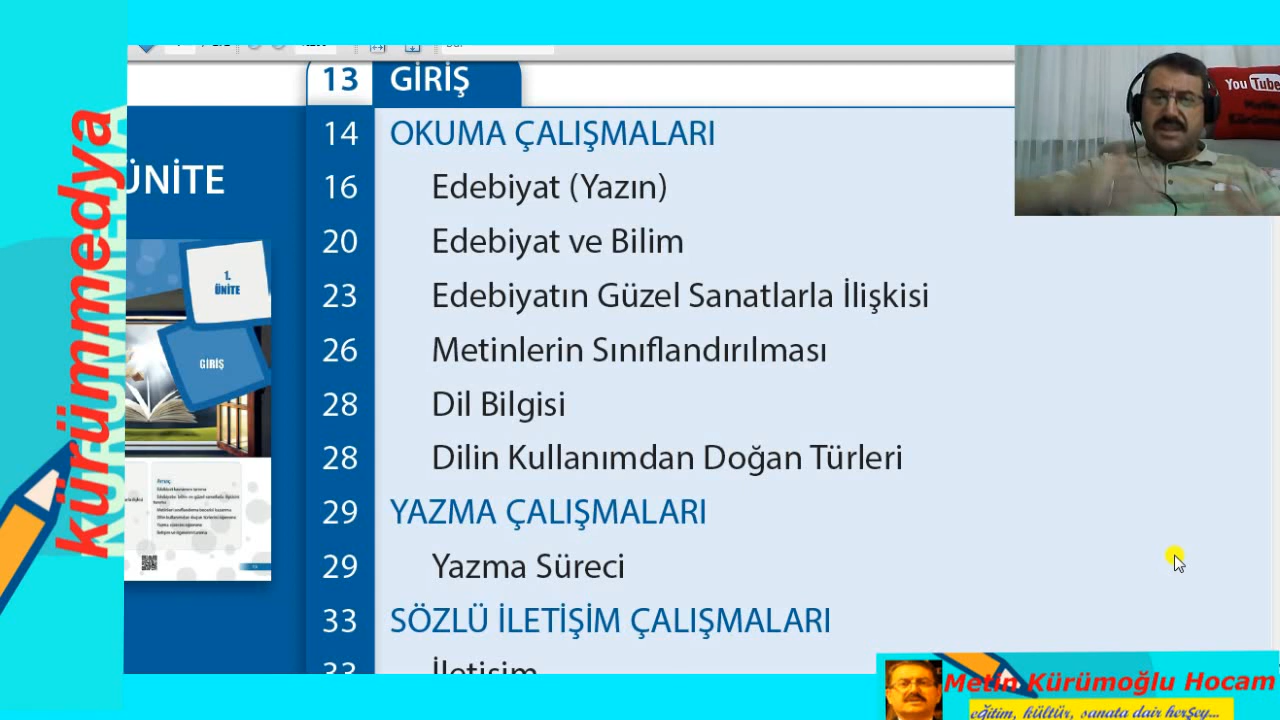 13 GİRİŞ
14 OKUMA ÇALIŞMALARI
16 Edebiyat (Yazın)
20 Edebiyat ve Bilim
23 Edebiyatın Güzel Sanatlarla İlişkisi
26 Metinlerin Sınıflandırılması
28 Dil Bilgisi
28 Dilin Kullanımdan Doğan Türleri
29 YAZMA ÇALIŞMALARI
29 Yazma Süreci
33 SÖZLÜ İLETİŞİM ÇALIŞMALARI
33 İletişim
ÜNİTE
1.
ÜNİTE
GİRİŞ
kürümmedya
You Tube
Metin Kürümoğlu Hocam
eğitim, kültür, sanata dair herşey...